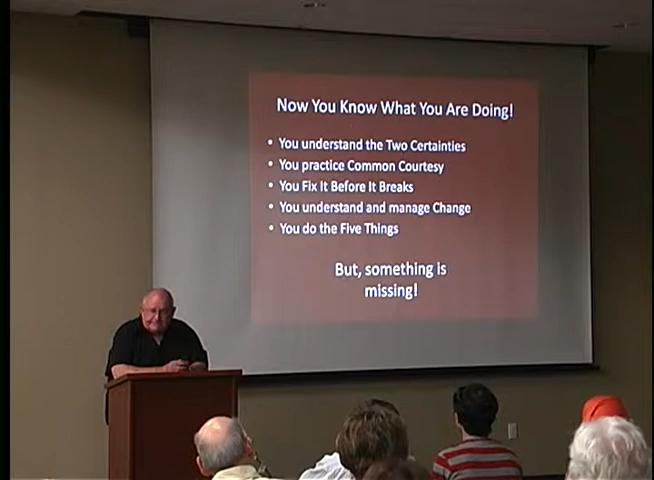 Now You Know What You Are Doing!
• You understand the Two Certainties
• You practice Common Courtesy
• You Fix It Before It Breaks
• You understand and manage Change
• You do the Five Things
But, something is
missing!